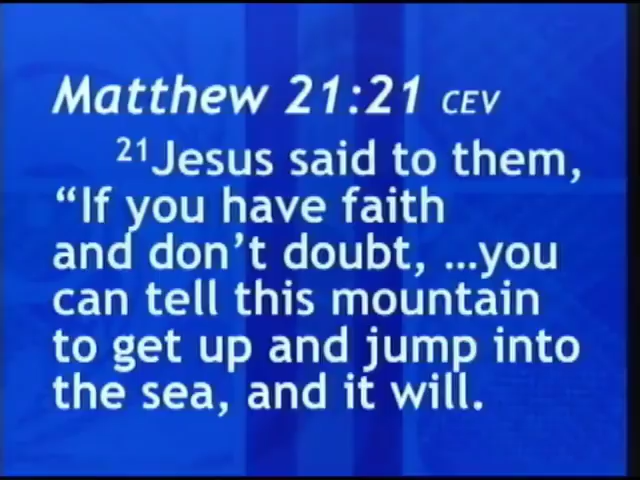 Matthew 21:21 CEV
21Jesus said to them,
“If you have faith
and don’t doubt, ...you
can tell this mountain
to get up and jump into
the sea, and it will.